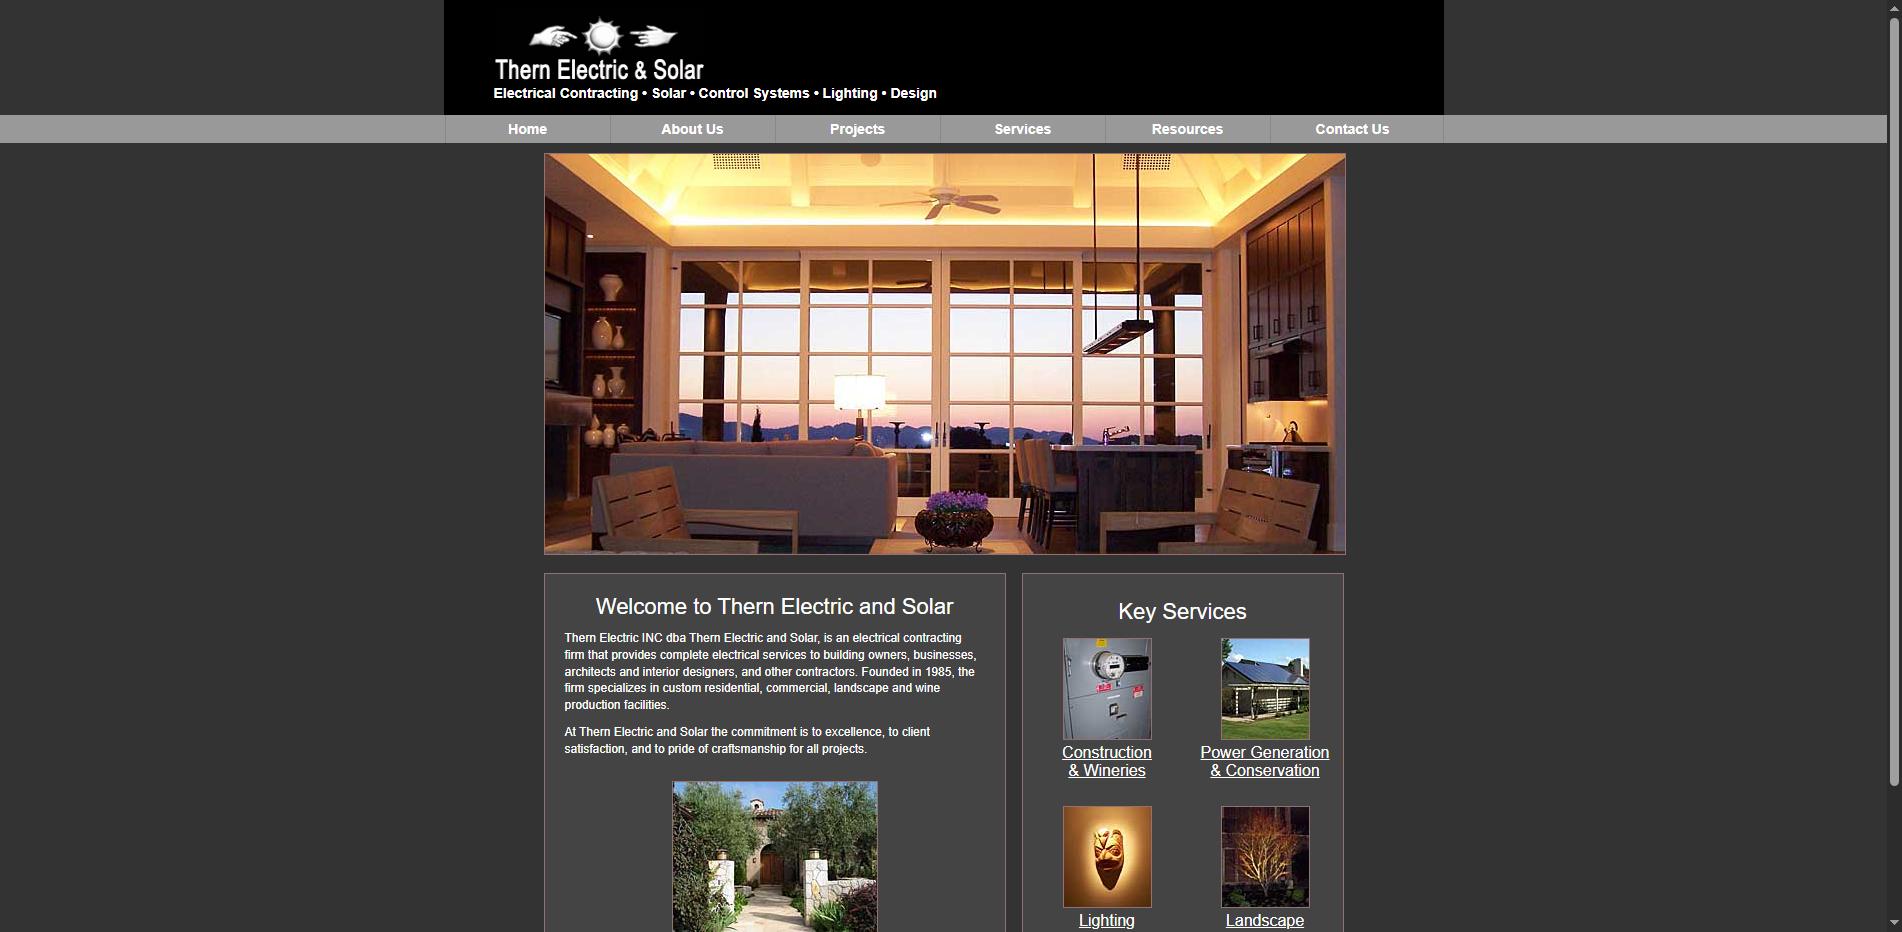 Thern Electric & Solar
Electrical Contracting • Solar • Control Systems • Lighting • Design
Home
About Us
Projects
Services
Resources
Contact Us
Welcome to Thern Electric and Solar
Thern Electric INC dba Thern Electric and Solar, is an electrical contracting
firm that provides complete electrical services to building owners, businesses,
architects and interior designers, and other contractors. Founded in 1985, the
firm specializes in custom residential, commercial, landscape and wine
production facilities.
At Thern Electric and Solar the commitment is to excellence, to client
satisfaction, and to pride of craftsmanship for all projects.
Key Services
Construction
& Wineries
Power Generation
& Conservation
Lighting
Landscape